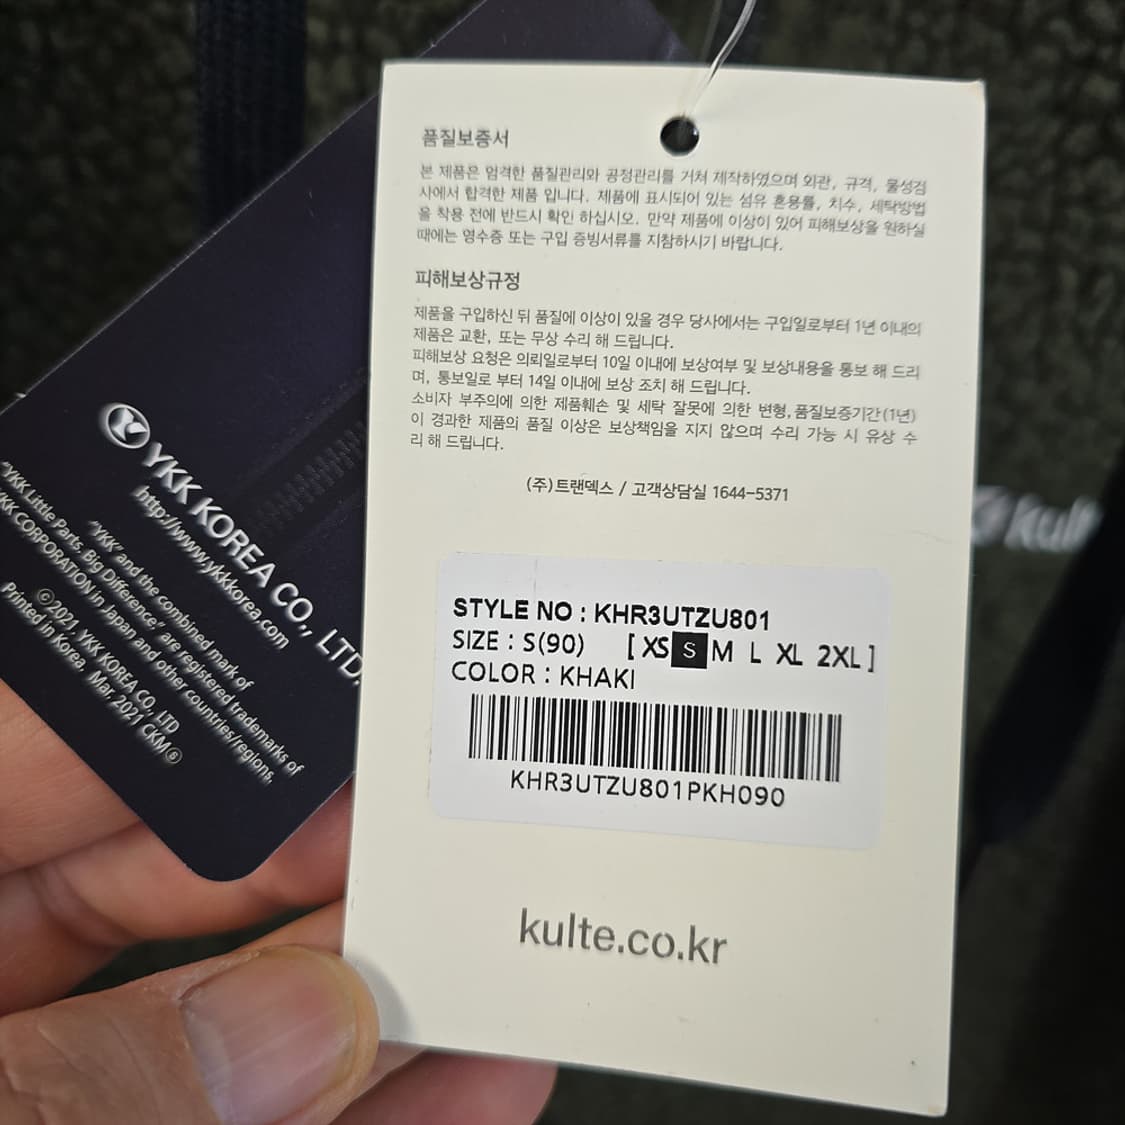 품질보증서
본 제품은 엄격한 품질관리와 공정관리를 거쳐 제작하였으며 외관, 규격, 물성검
사에서 합격한 제품 입니다. 제품에 표시되어 있는 섬유 혼용률, 치수, 세탁방법
을 착용 전에 반드시 확인 하십시오. 만약 제품에 이상이 있어 피해보상을 원하실
때에는 영수증 또는 구입 증빙서류를 지참하시기 바랍니다.
피해보상규정
제품을 구입하신 뒤 품질에 이상이 있을 경우 당사에서는 구입일로부터 1년 이내의
제품은 교환, 또는 무상 수리 해 드립니다.
피해보상 요청은 의뢰일로부터 10일 이내에 보상여부 및 보상내용을 통보 해 드리
며, 통보일로 부터 14일 이내에 보상 조치 해 드립니다.
소비자 부주의에 의한 제품훼손 및 세탁 잘못에 의한 변형,품질보증기간(1년)
이 경과한 제품의 품질 이상은 보상책임을 지지 않으며 수리 가능 시 유상 수
리 해 드립니다.
(주)트랜덱스 / 고객상담실 1644-5371
STYLE NO : KHR3UTZU801
SIZE : S(90) [ XS S M L XL 2XL ]
COLOR : KHAKI
KHR3UTZU801PKH090
kulte.co.kr
YKK KOREA CO., LTD.
http://www.ykkkorea.com
"YKK" and the combined mark of
"YKK Little Parts. Big Difference." are registered trademarks of
YKK CORPORATION in Japan and other countries/regions.
©2021 YKK KOREA CO., LTD
Printed in Korea Mar, 2021 CKM Ⓢ
kult